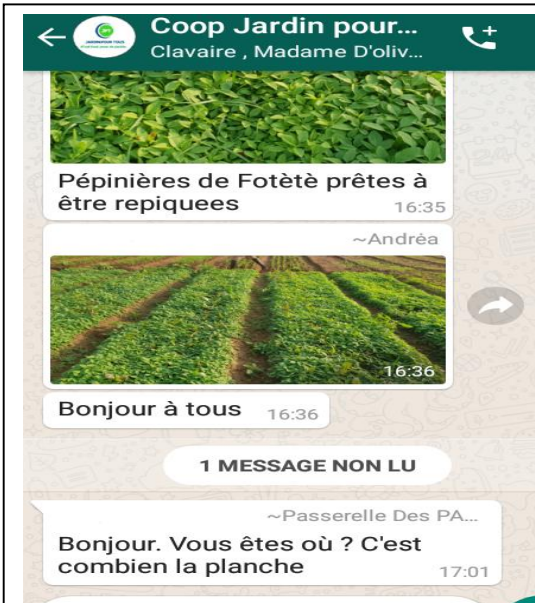 Coop Jardin pour...
Clavaire , Madame D'oliv...
Pépinières de Fotètè prêtes à
être repiquees
16:35
~Andréa
16:36
Bonjour à tous
16:36
1 MESSAGE NON LU
~Passerelle Des PA...
Bonjour. Vous êtes où ? C'est
combien la planche
17:01